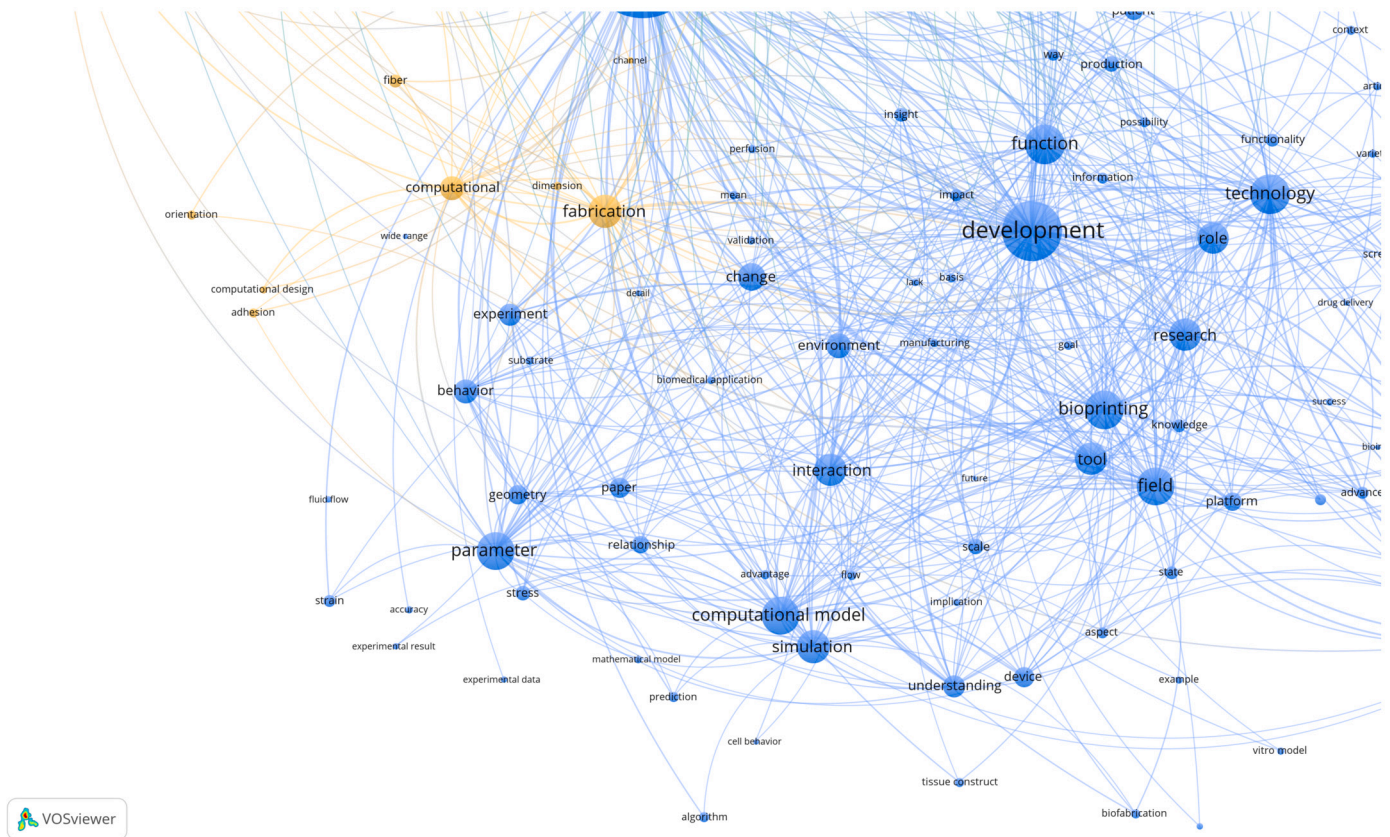 patient
context
way
channel
production
fiber
insight
possibility
function
functionality
perfusion
information
computational
dimension
mean
impact
technology
fabrication
orientation
development
wide range
validation
role
change
basis
lack
computational design
detail
drug delivery
adhesion
experiment
research
environment
manufacturing
goal
substrate
biomedical application
behavior
success
bioprinting
knowledge
tool
interaction
future
field
paper
geometry
advance
fluid flow
platform
relationship
scale
parameter
advantage
flow
state
stress
strain
implication
accuracy
computational model
aspect
experimental result
simulation
mathematical model
experimental data
understanding
device
example
prediction
cell behavior
vitro model
tissue construct
algorithm
biofabrication
VOSviewer